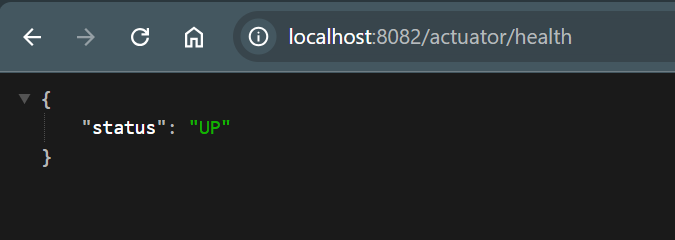 localhost:8082/actuator/health
{
"status": "UP"
}